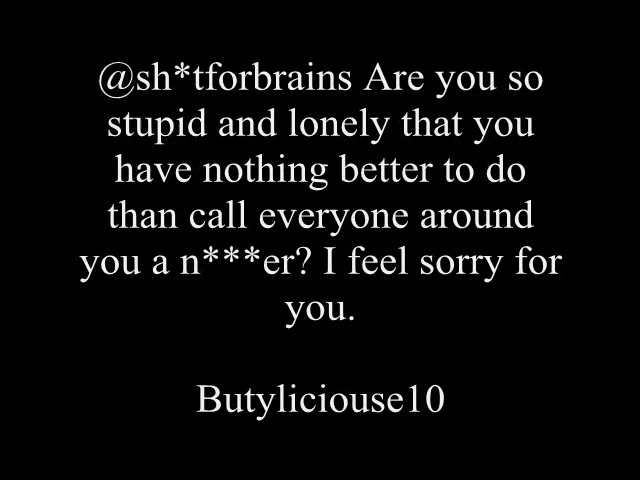 @sh*tforbrains Are you so
stupid and lonely that you
have nothing better to do
than call everyone around
you a n***er? I feel sorry for
you.
Butyliciouse10